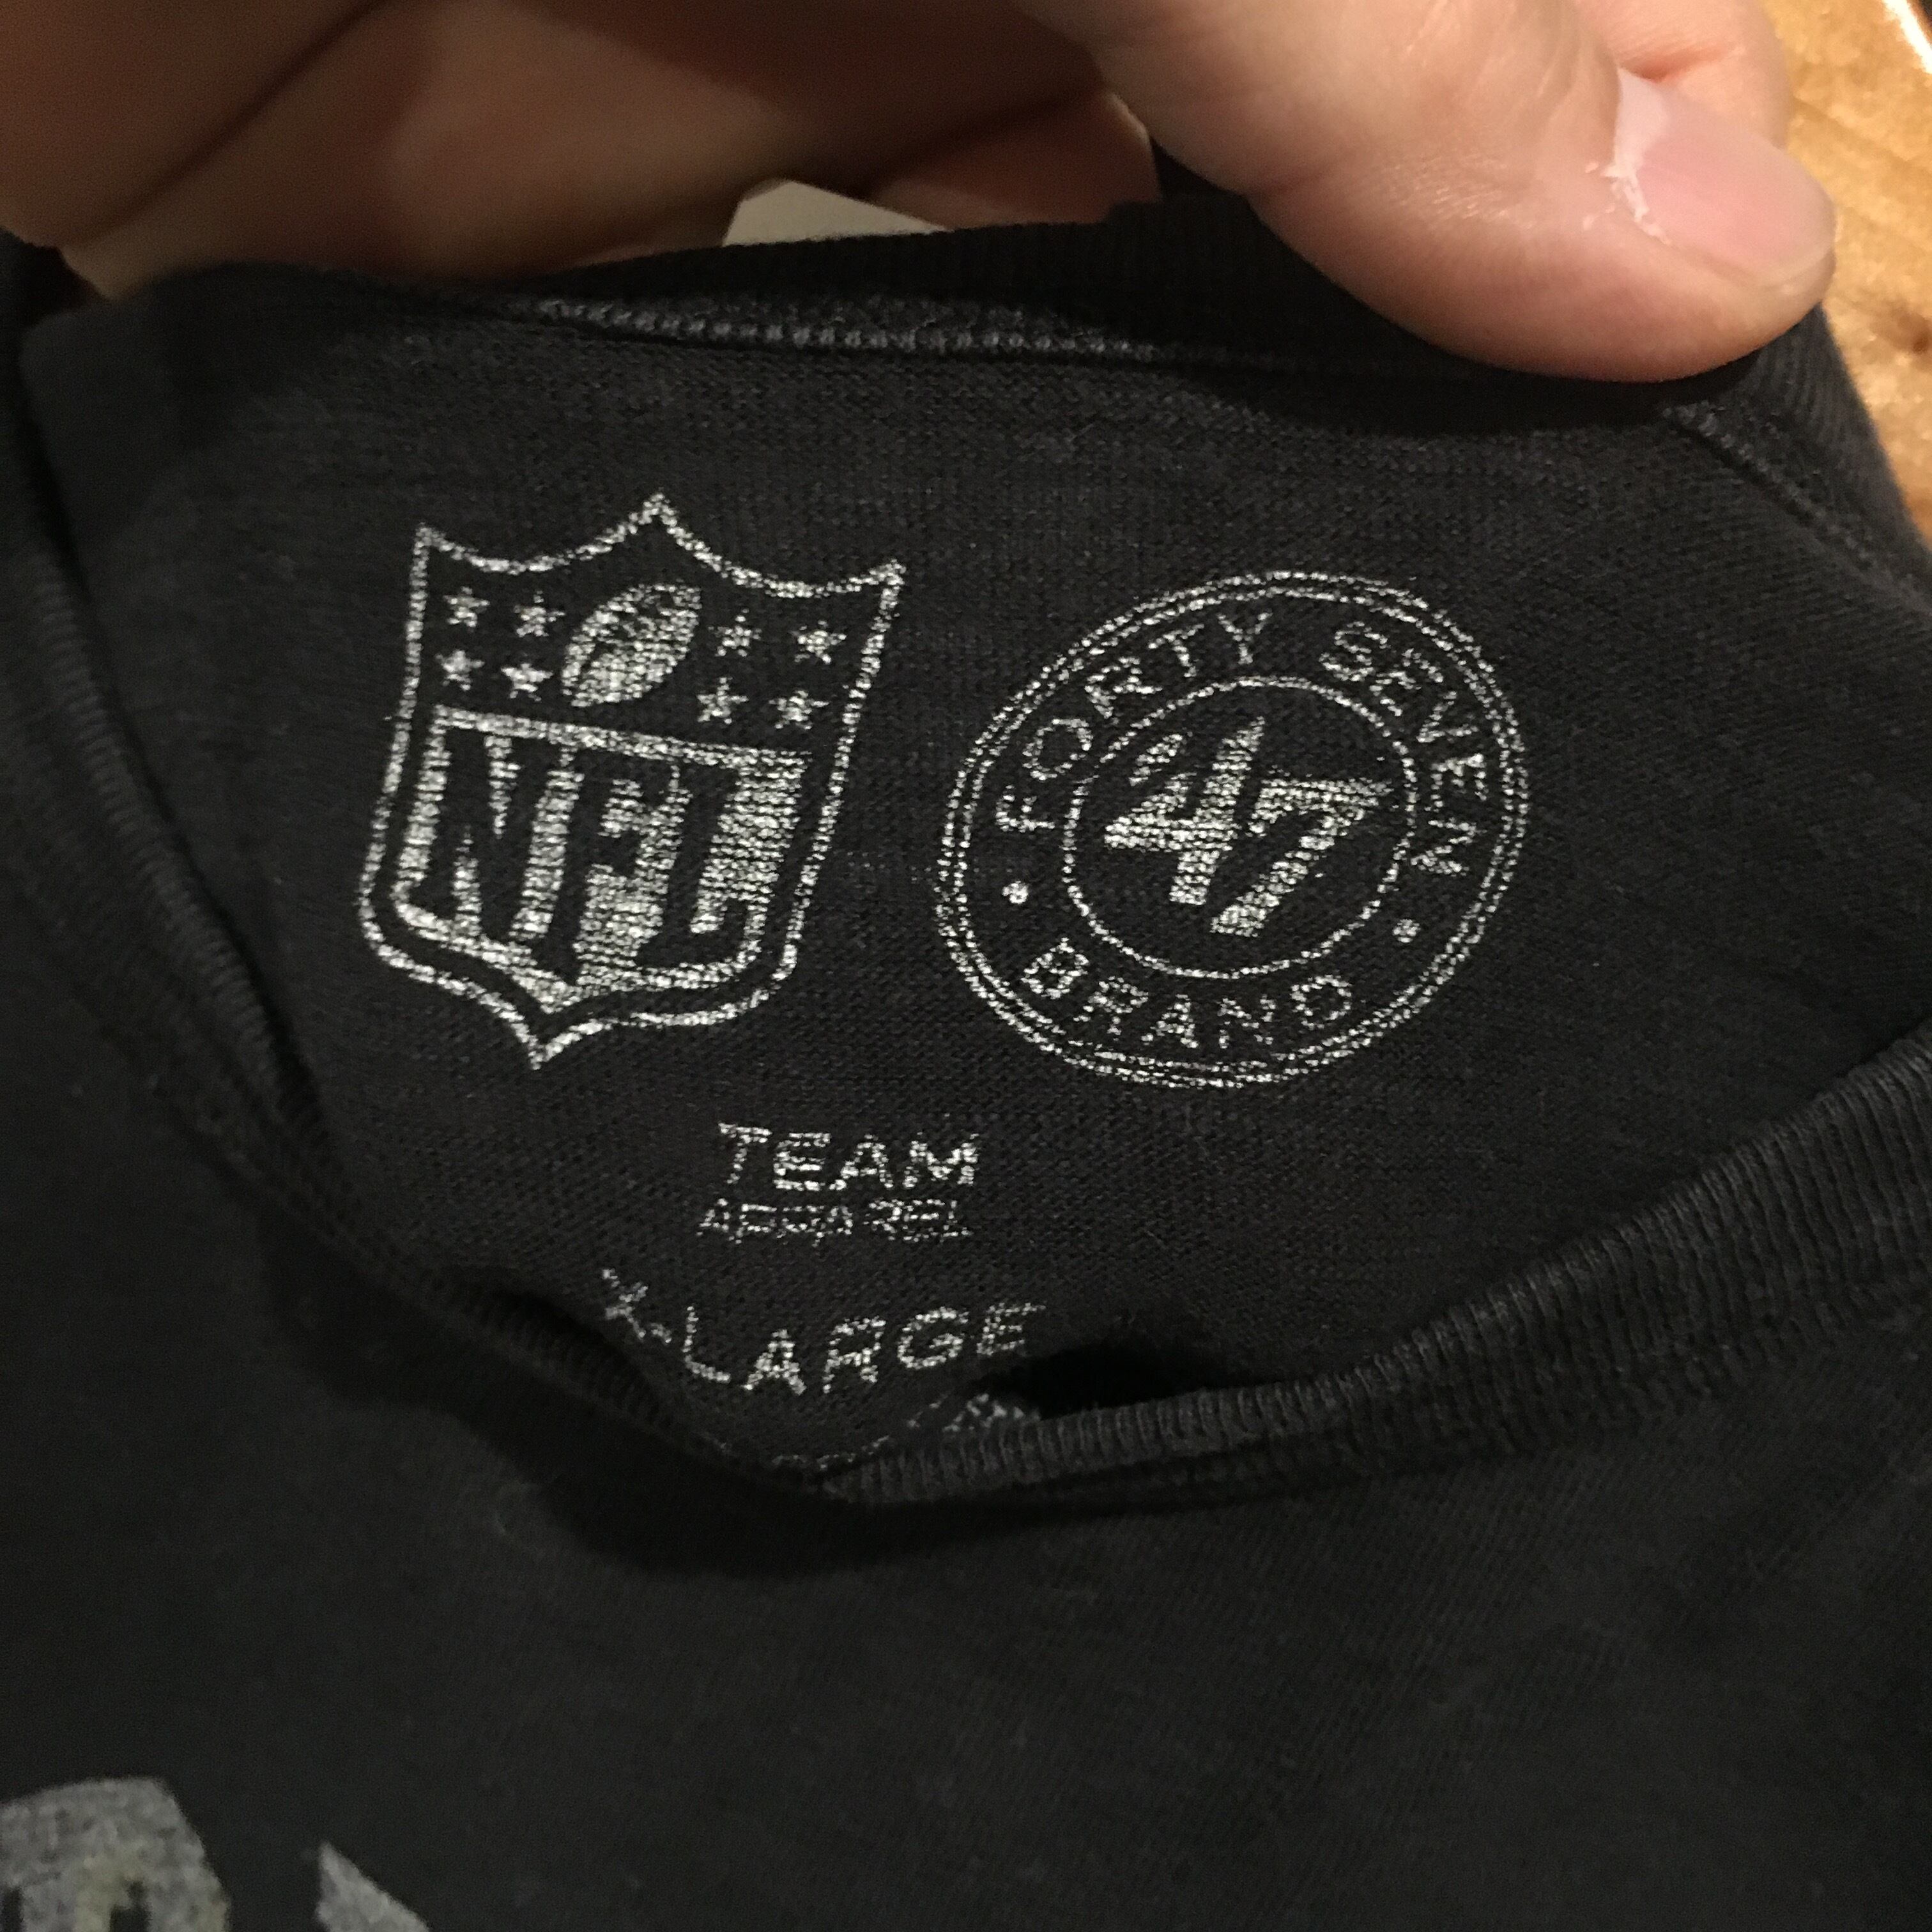 NFL
FORTY SEVEN
47
BRAND
TEAM
APPAREL
X-LARGE